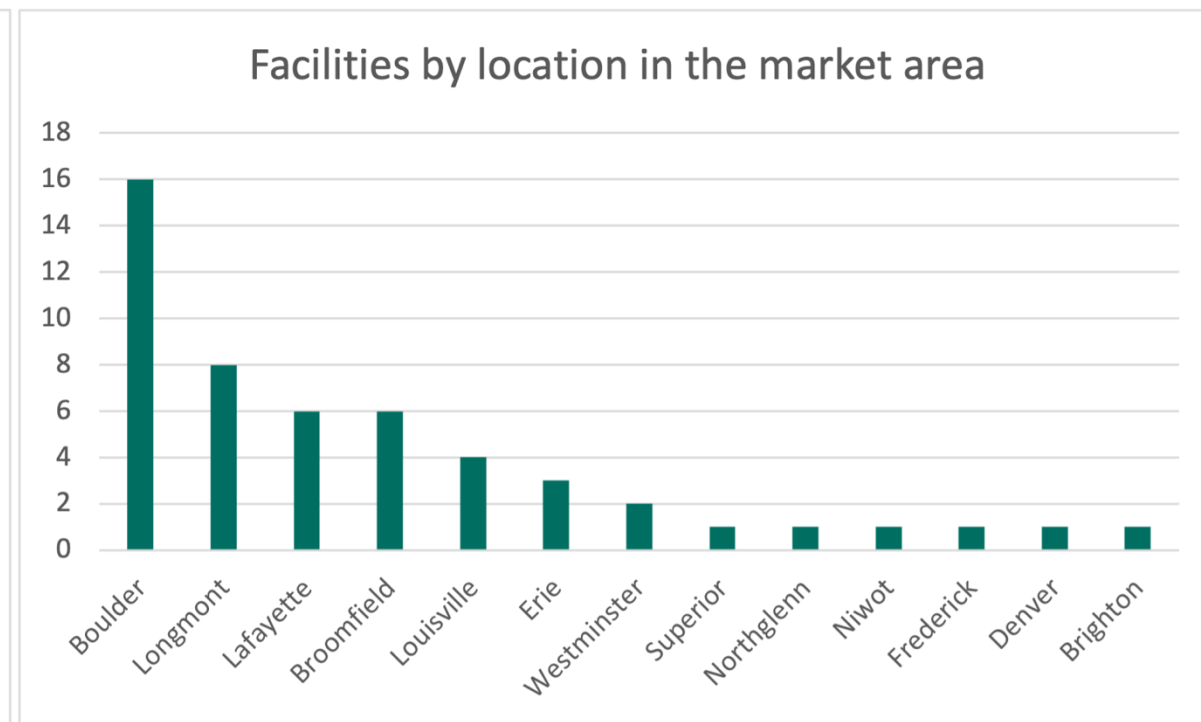 Facilities by location in the market area
18
16
14
12
10
8
6
4
2
0
Boulder
Longmont
Lafayette
Broomfield
Louisville
Erie
Westminster
Superior
Northglenn
Niwot
Frederick
Denver
Brighton